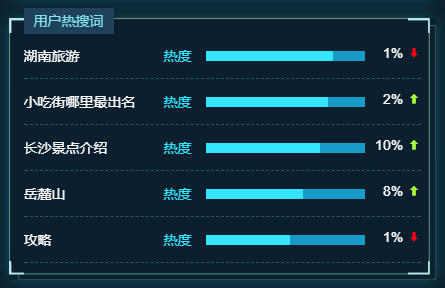 用户热搜词
湖南旅游 热度 1%
小吃街哪里最出名 热度 2%
长沙景点介绍 热度 10%
岳麓山 热度 8%
攻略 热度 1%